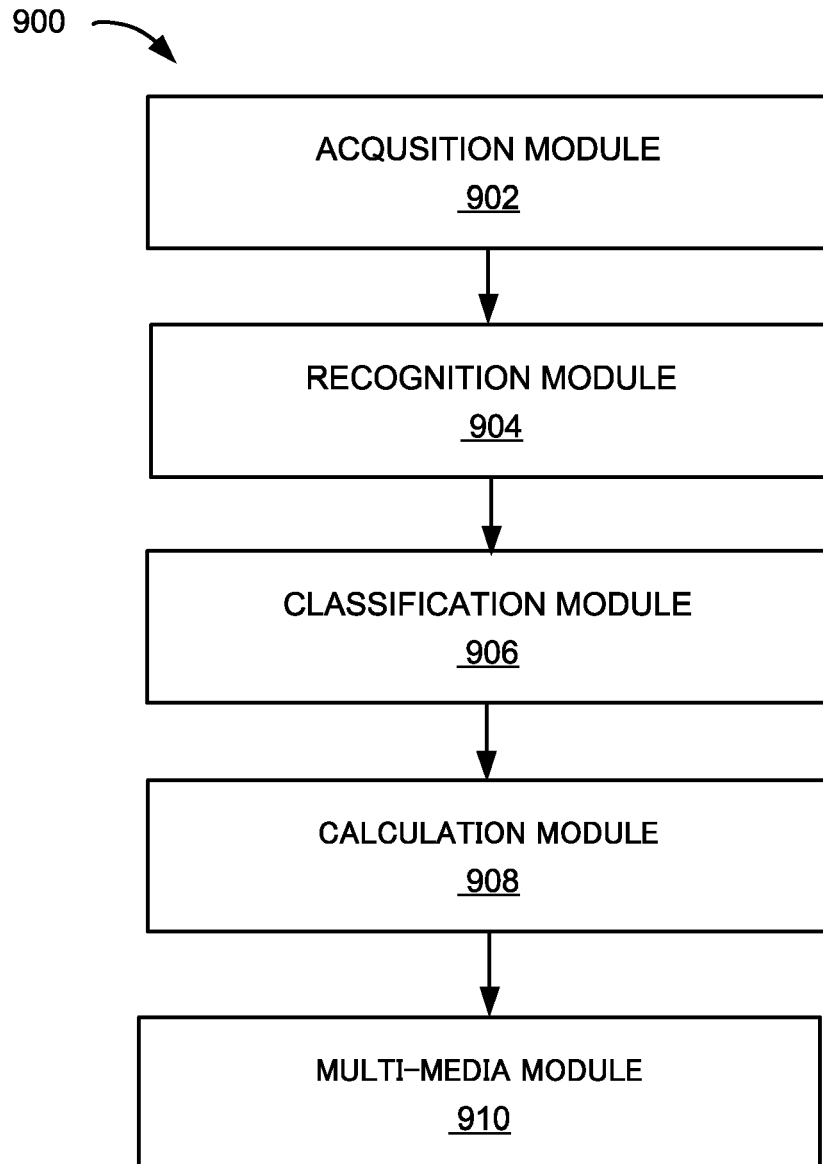 900
ACQUSITION MODULE
902
RECOGNITION MODULE
904
CLASSIFICATION MODULE
906
CALCULATION MODULE
908
MULTI-MEDIA MODULE
910